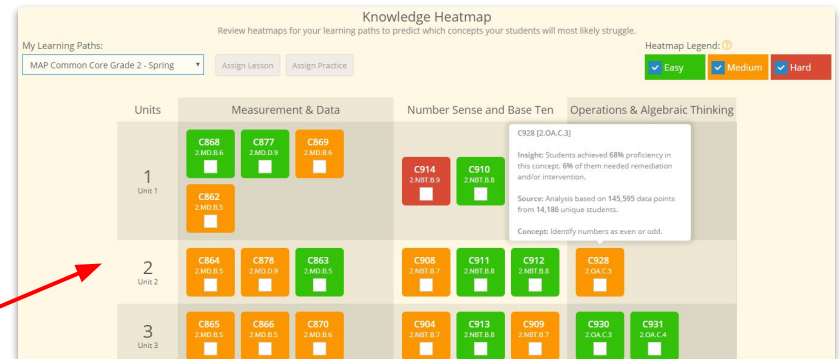 Knowledge Heatmap
Review heatmaps for your learning paths to predict which concepts your students will most likely struggle.
My Learning Paths:
Heatmap Legend:
MAP Common Core Grade 2 - Spring
Assign Lesson
Assign Practice
Easy
Medium
Hard
Units
Measurement & Data
Number Sense and Base Ten
Operations & Algebraic Thinking
1
Unit 1
C868
2.MD.B.6
C877
2.MD.D.9
C869
2.MD.B.6
C862
2.MD.B.5
C914
2.NBT.B.9
C910
2.NBT.B.8
C928 [2.OA.C.3]
Insight: Students achieved 68% proficiency in
this concept. 6% of them needed remediation
and/or intervention.
Source: Analysis based on 145,595 data points
from 14,186 unique students.
Concept: Identify numbers as even or odd.
2
Unit 2
C864
2.MD.B.5
C878
2.MD.D.9
C863
2.MD.B.5
C908
2.NBT.B.7
C911
2.NBT.B.8
C912
2.NBT.B.8
C928
2.OA.C.3
3
Unit 3
C865
2.MD.B.5
C866
2.MD.B.5
C870
2.MD.B.6
C904
2.NBT.B.7
C913
2.NBT.B.8
C909
2.NBT.B.7
C930
2.OA.C.3
C931
2.OA.C.4